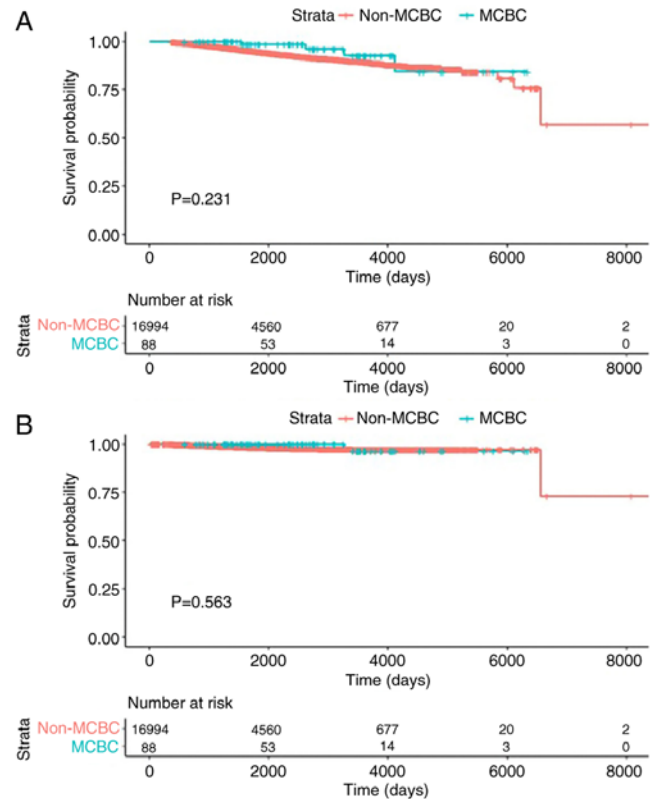 A
Strata Non-MCBC MCBC
1.00
0.75
0.50
0.25
0.00
Survival probability
P=0.231
0 2000 4000 6000 8000
Time (days)
Number at risk
Strata
Non-MCBC 16994 4560 677 20 2
MCBC 88 53 14 3 0
0 2000 4000 6000 8000
Time (days)
B
Strata Non-MCBC MCBC
1.00
0.75
0.50
0.25
0.00
Survival probability
P=0.563
0 2000 4000 6000 8000
Time (days)
Number at risk
Strata
Non-MCBC 16994 4560 677 20 2
MCBC 88 53 14 3 0
0 2000 4000 6000 8000
Time (days)